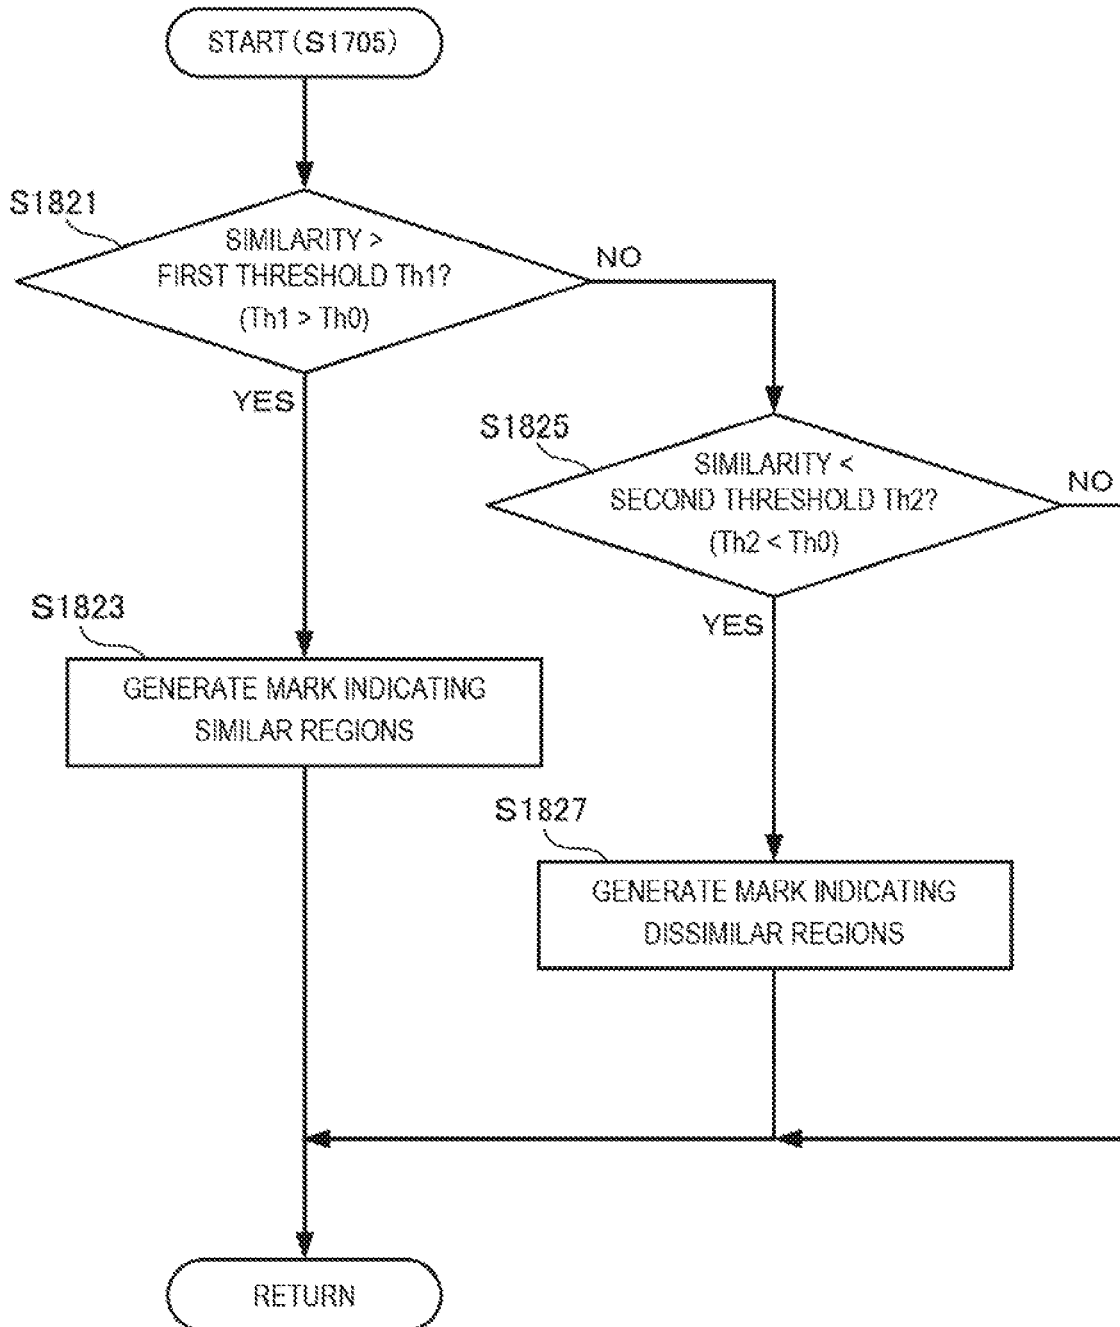 START(S1705)
S1821
SIMILARITY >
FIRST THRESHOLD Th1?
(Th1 > Th0)
NO
YES
S1825
SIMILARITY <
SECOND THRESHOLD Th2?
(Th2 < Th0)
NO
YES
S1823
GENERATE MARK INDICATING
SIMILAR REGIONS
S1827
GENERATE MARK INDICATING
DISSIMILAR REGIONS
RETURN